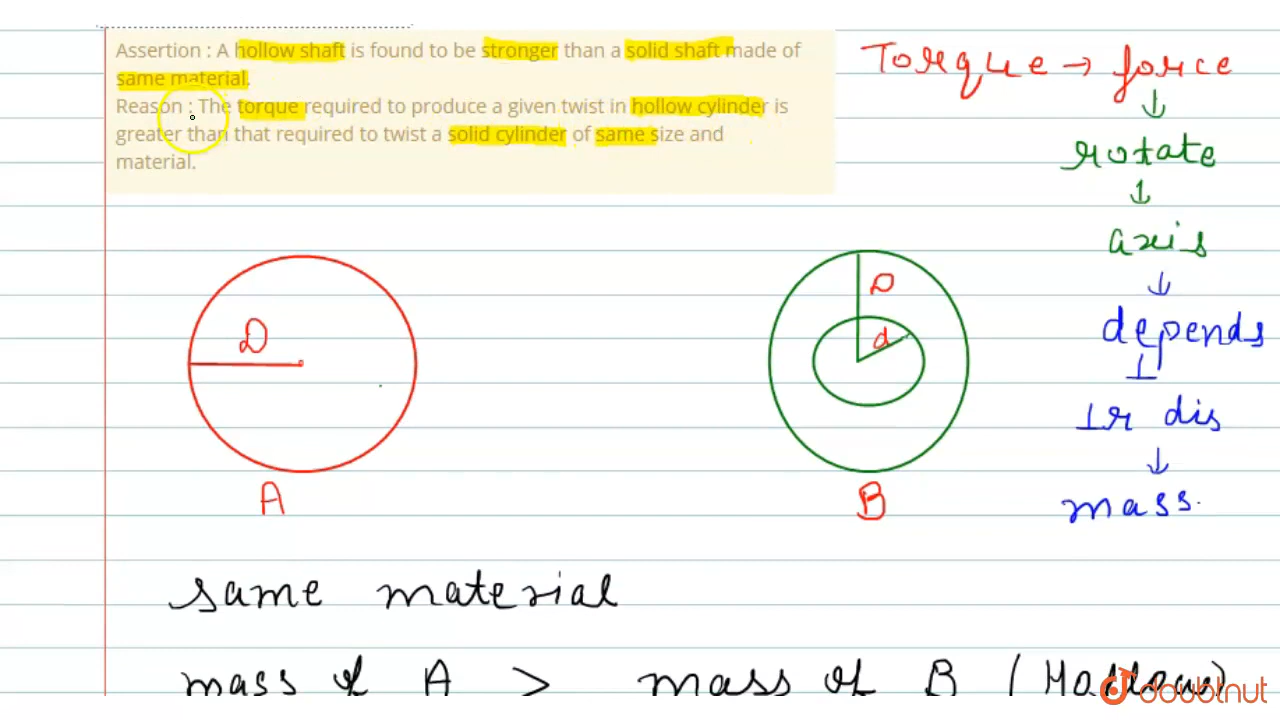 Assertion : A hollow shaft is found to be stronger than a solid shaft made of
same material.
Reason : The torque required to produce a given twist in hollow cylinder is
greater than that required to twist a solid cylinder of same size and
material.
Torque → force
↓
rotate
↓
axis
↓
depends
⊥
⊥r dis
↓
mass.
D
A
D
d
B
same material
mass of A > mass of B (Hollow)
doubtnut